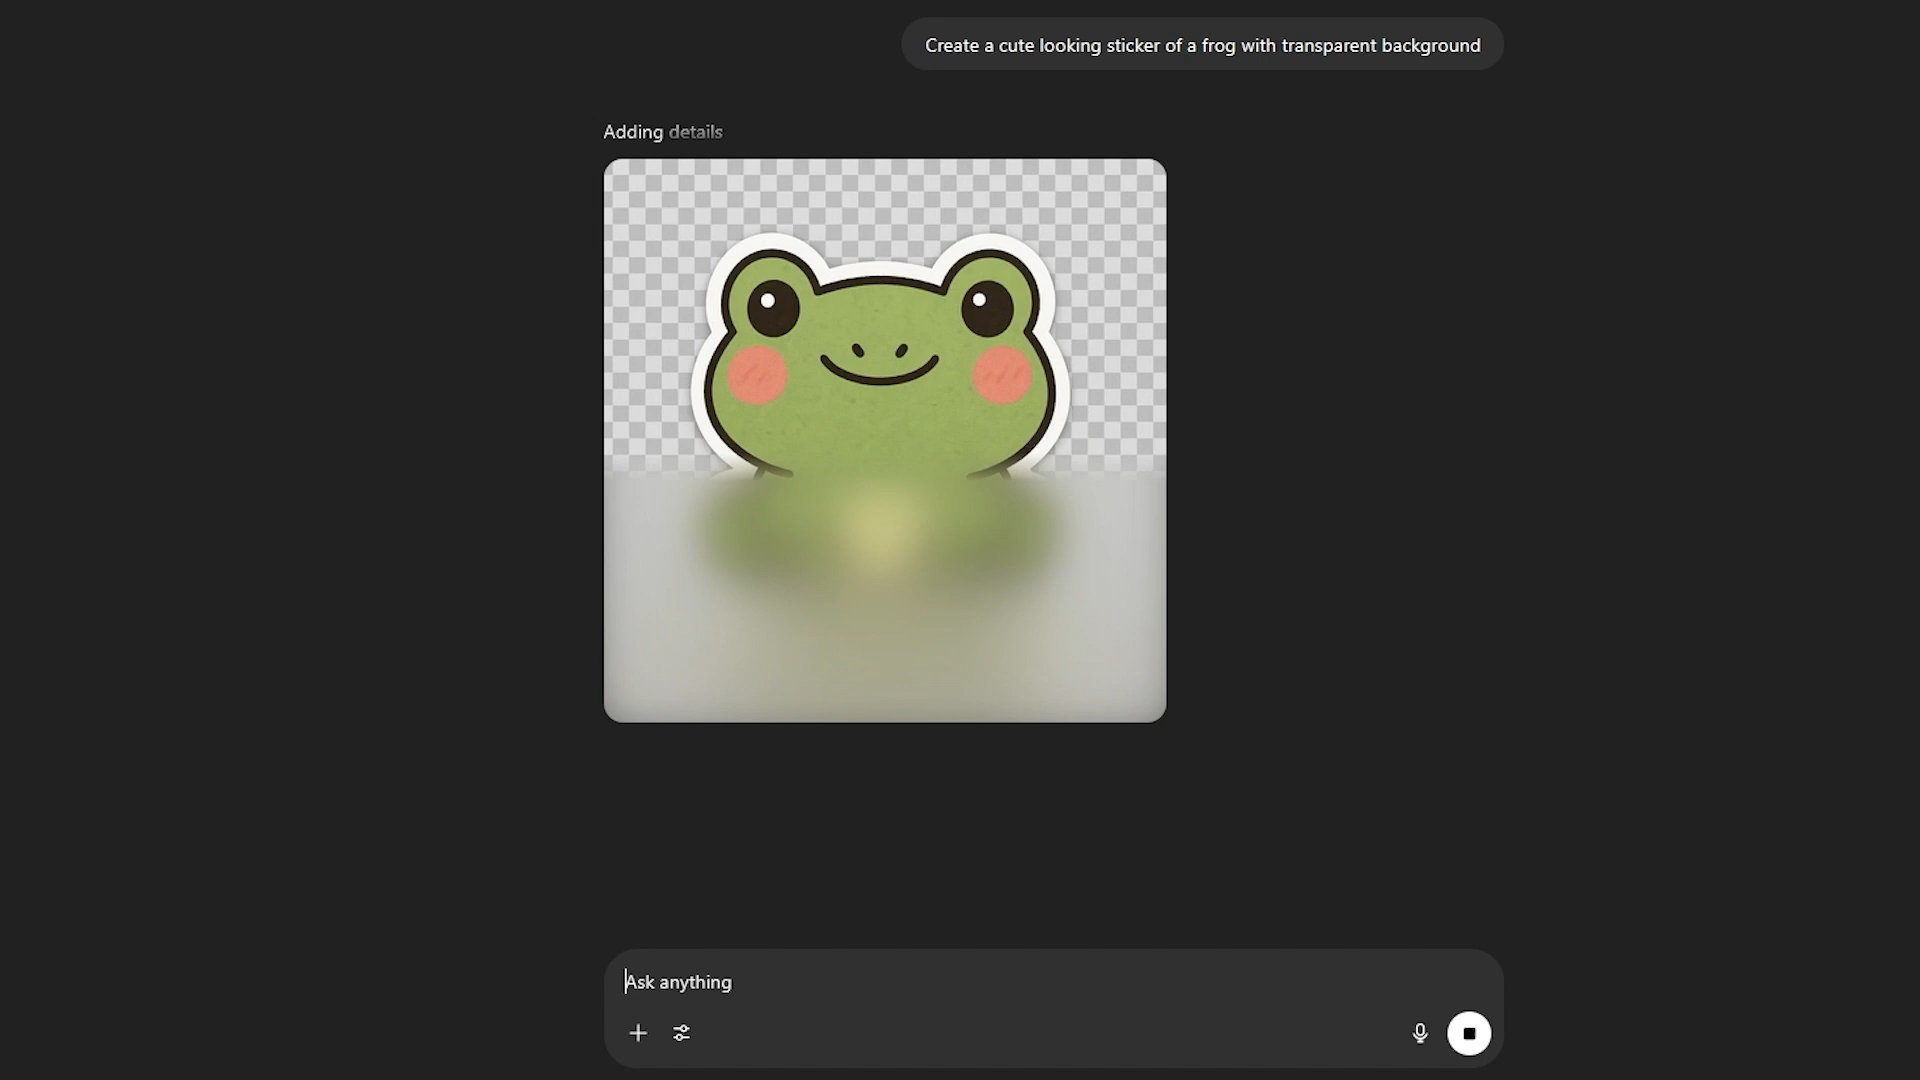 Create a cute looking sticker of a frog with transparent background
Adding details
Ask anything